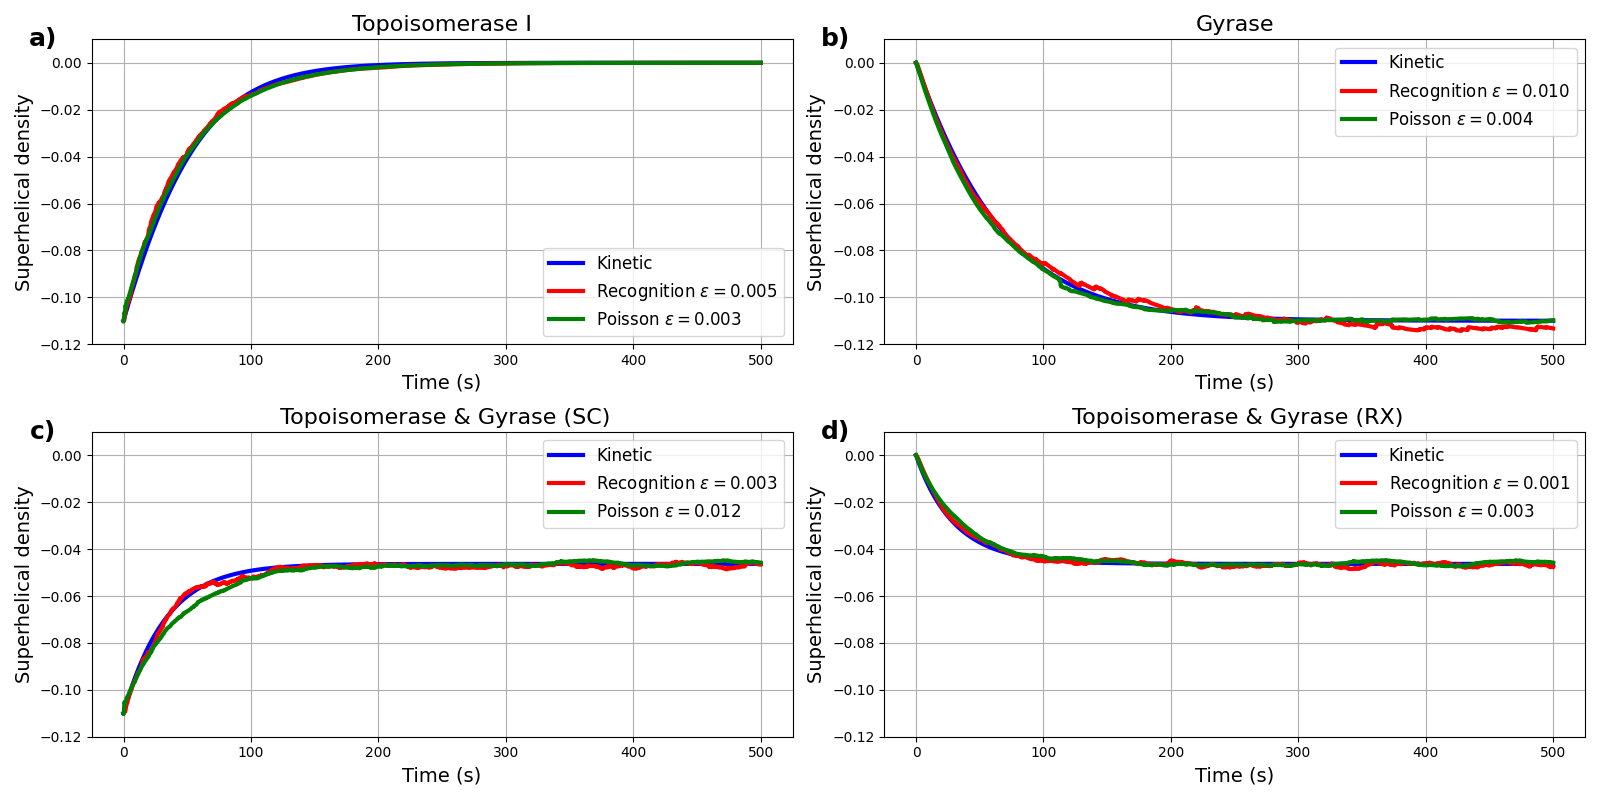 a)
Topoisomerase I
Superhelical density
0.00
−0.02
−0.04
−0.06
−0.08
−0.10
−0.12
Kinetic
Recognition ε = 0.005
Poisson ε = 0.003
0 100 200 300 400 500
Time (s)
b)
Gyrase
Superhelical density
0.00
−0.02
−0.04
−0.06
−0.08
−0.10
−0.12
Kinetic
Recognition ε = 0.010
Poisson ε = 0.004
0 100 200 300 400 500
Time (s)
c)
Topoisomerase & Gyrase (SC)
Superhelical density
0.00
−0.02
−0.04
−0.06
−0.08
−0.10
−0.12
Kinetic
Recognition ε = 0.003
Poisson ε = 0.012
0 100 200 300 400 500
Time (s)
d)
Topoisomerase & Gyrase (RX)
Superhelical density
0.00
−0.02
−0.04
−0.06
−0.08
−0.10
−0.12
Kinetic
Recognition ε = 0.001
Poisson ε = 0.003
0 100 200 300 400 500
Time (s)